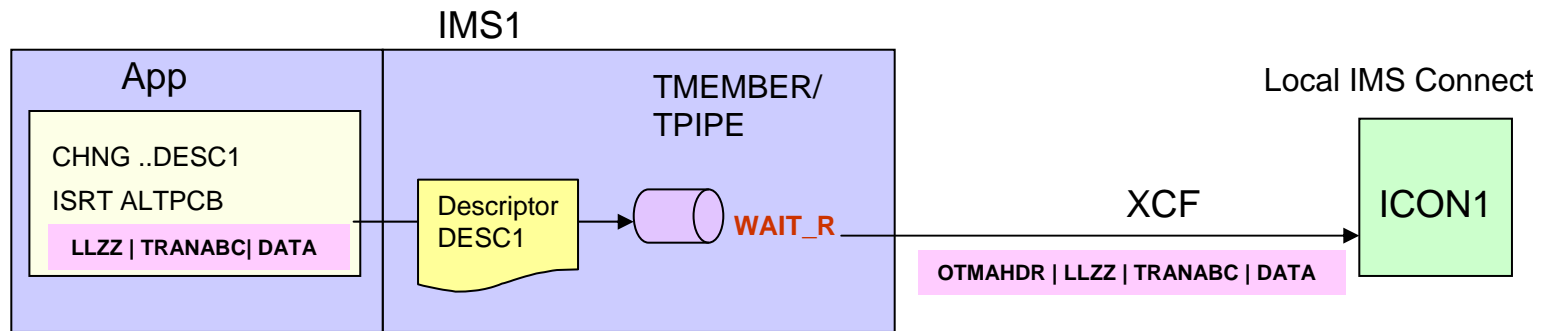 IMS1
App
CHNG ..DESC1
ISRT ALTPCB
LLZZ | TRANABC| DATA
Descriptor
DESC1
TMEMBER/
TPIPE
WAIT_R
XCF
OTMAHDR | LLZZ | TRANABC | DATA
Local IMS Connect
ICON1